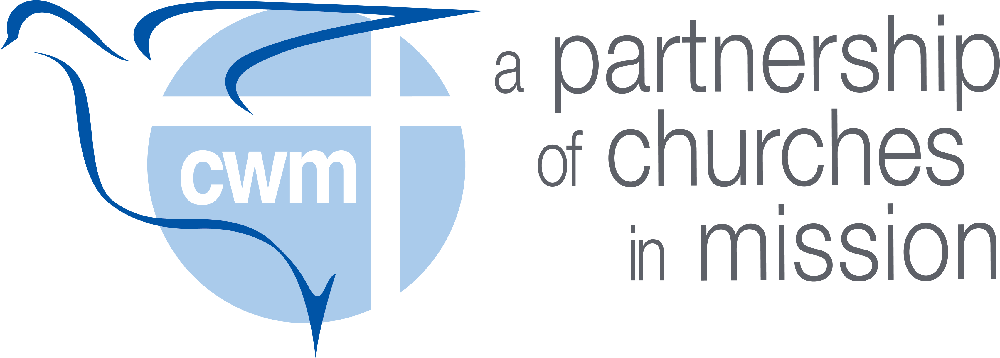 cwm
a partnership
of churches
in mission